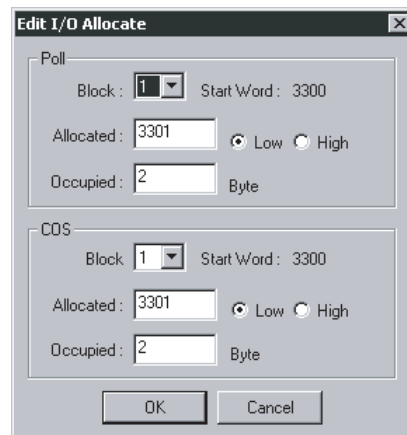 Edit I/O Allocate
Poll
Block : 1 Start Word : 3300
Allocated : 3301 Low High
Occupied : 2 Byte
COS
Block 1 Start Word : 3300
Allocated : 3301 Low High
Occupied : 2 Byte
OK Cancel